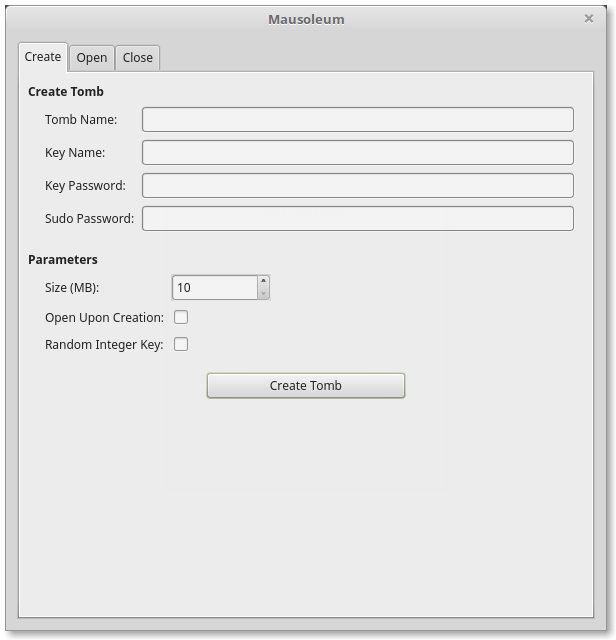 Mausoleum
Create Open Close
Create Tomb
Tomb Name:
Key Name:
Key Password:
Sudo Password:
Parameters
Size (MB): 10
Open Upon Creation:
Random Integer Key:
Create Tomb